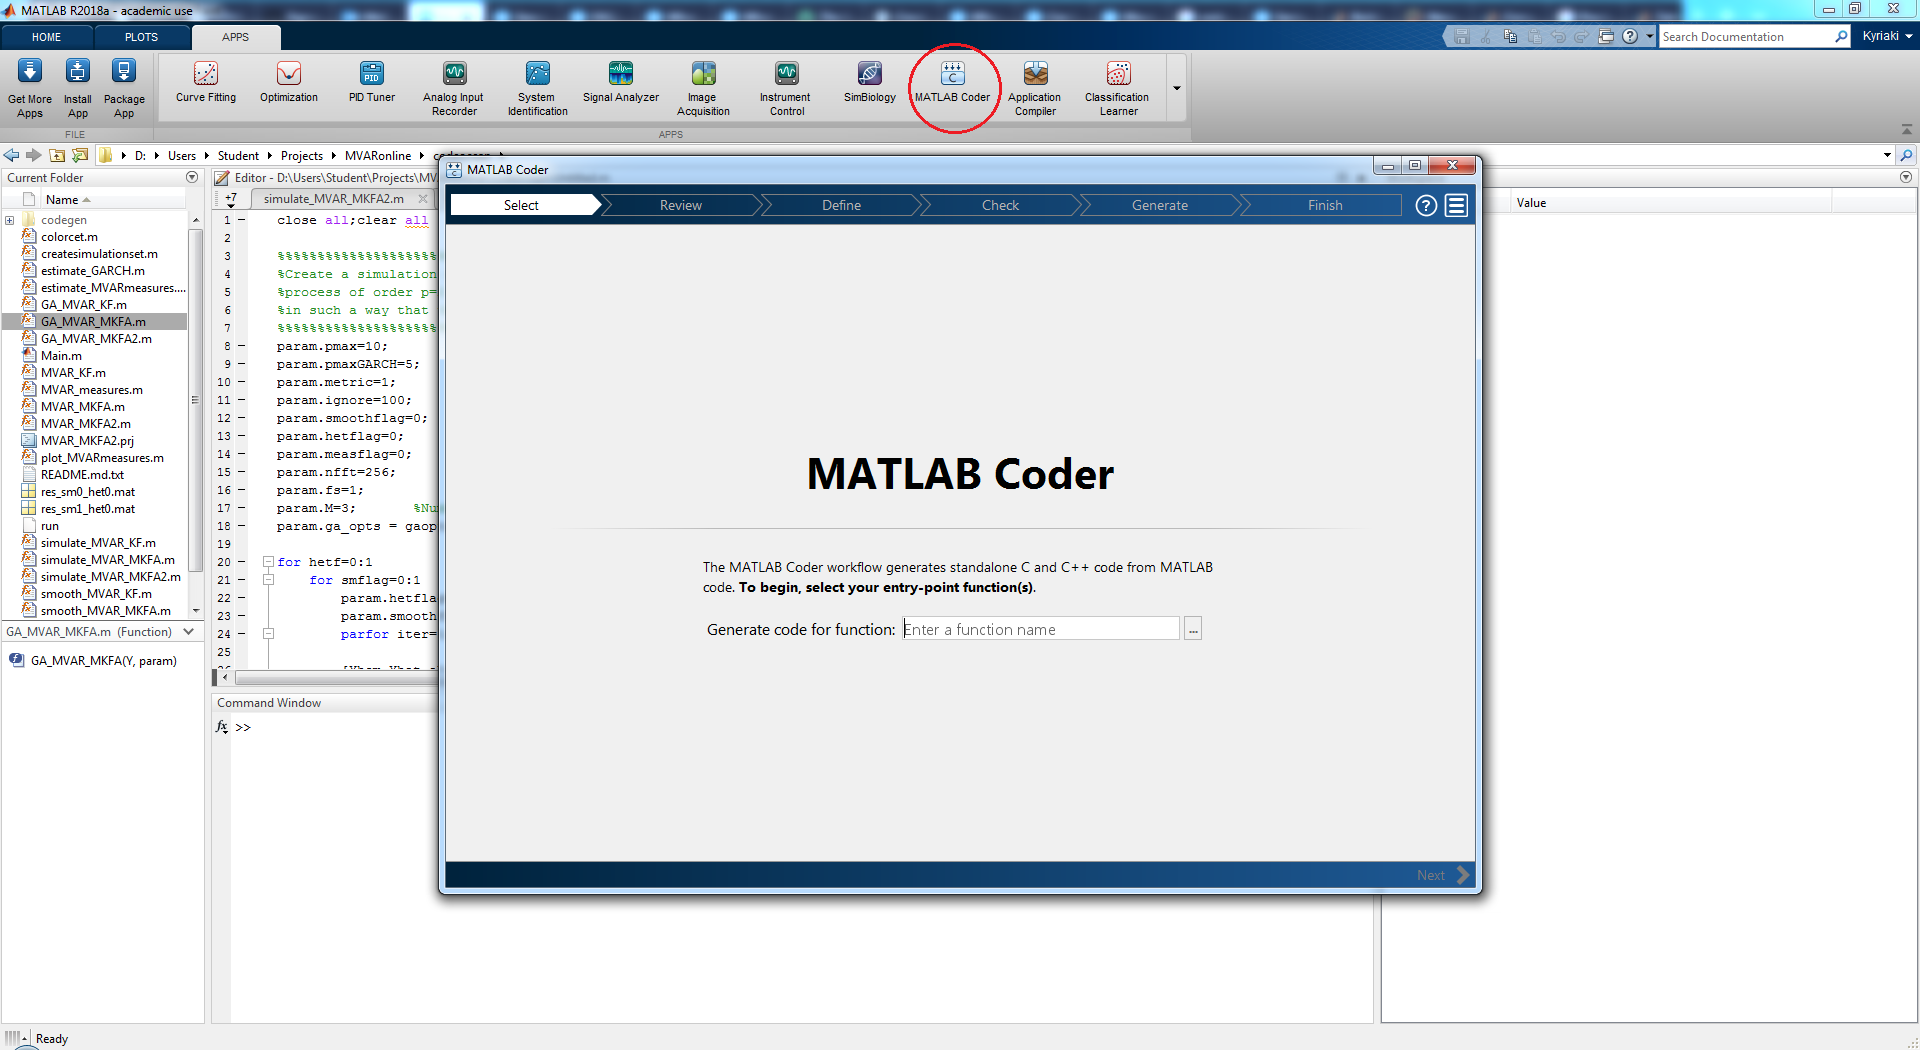 MATLAB R2018a - academic use
HOME
PLOTS
APPS
Search Documentation
Kyriaki
Get More Apps
Install App
Package App
Curve Fitting
Optimization
PID Tuner
PID
Analog Input Recorder
System Identification
Signal Analyzer
Image Acquisition
Instrument Control
SimBiology
C
MATLAB Coder
Application Compiler
Classification Learner
FILE
APPS
D: Users Student Projects MVARonline
Current Folder
Name
codegen
colorcet.m
createsimulationset.m
estimate_GARCH.m
estimate_MVARmeasures....
GA_MVAR_KF.m
GA_MVAR_MKFA.m
GA_MVAR_MKFA2.m
Main.m
MVAR_KF.m
MVAR_measures.m
MVAR_MKFA.m
MVAR_MKFA2.m
MVAR_MKFA2.prj
plot_MVARmeasures.m
README.md.txt
res_sm0_het0.mat
res_sm1_het0.mat
run
simulate_MVAR_KF.m
simulate_MVAR_MKFA.m
simulate_MVAR_MKFA2.m
smooth_MVAR_KF.m
smooth_MVAR_MKFA.m
GA_MVAR_MKFA.m (Function)
GA_MVAR_MKFA(Y, param)
Editor - D:\Users\Student\Projects\MV
+7
simulate_MVAR_MKFA2.m
1 close all;clear all
2
3 %%%%%%%%%%%%%%%%%%%%
4 %Create a simulation
5 %process of order p=
6 %in such a way that
7 %%%%%%%%%%%%%%%%%%%%
8 param.pmax=10;
9 param.pmaxGARCH=5;
10 param.metric=1;
11 param.ignore=100;
12 param.smoothflag=0;
13 param.hetflag=0;
14 param.measflag=0;
15 param.nfft=256;
16 param.fs=1;
17 param.M=3; %Nu
18 param.ga_opts = gaop
19
20 for hetf=0:1
21 for smflag=0:1
22 param.hetfla
23 param.smooth
24 parfor iter=
25
Command Window
fx >>
Value
MATLAB Coder
Select
Review
Define
Check
Generate
Finish
?
MATLAB Coder
The MATLAB Coder workflow generates standalone C and C++ code from MATLAB
code. To begin, select your entry-point function(s).
Generate code for function: Enter a function name ...
Next
Ready